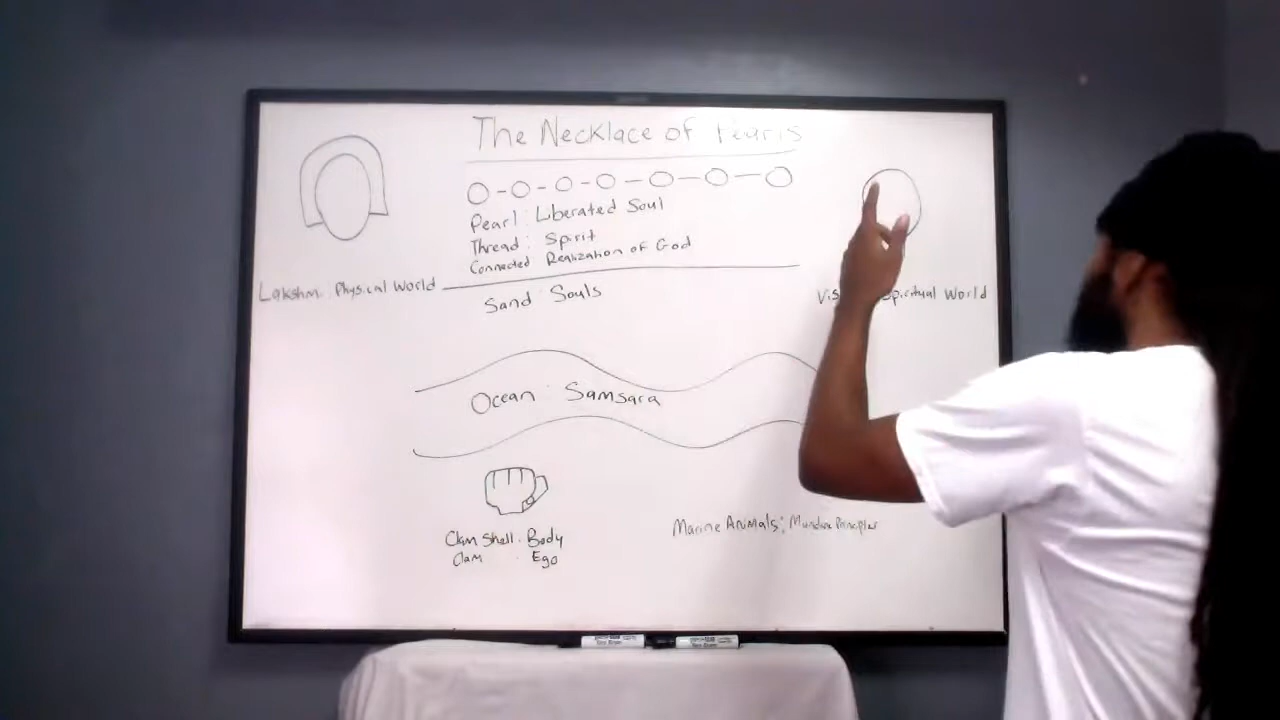 The Necklace of Pearls
Pearl : Liberated Soul
Thread : Spirit
Connected Realization of God
Lakshmi : Physical World
Spiritual World
Sand : Souls
Ocean : Samsara
Clam Shell : Body
Clam : Ego
Marine Animals : Mundane Principles